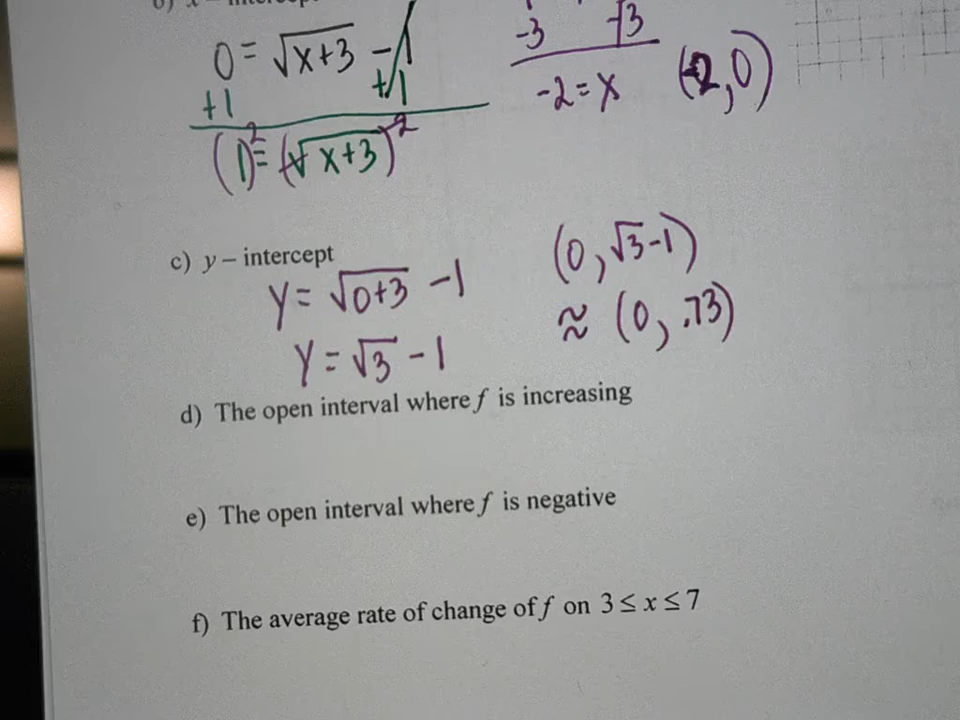 b) x – intercept
0 = √x+3 - 1
+1 +1
(1)² = (√x+3)²
-3 -3
-2 = x (-2, 0)
c) y – intercept
y = √0+3 - 1
y = √3 - 1
(0, √3-1)
≈ (0, .73)
d) The open interval where f is increasing
e) The open interval where f is negative
f) The average rate of change of f on 3 ≤ x ≤ 7